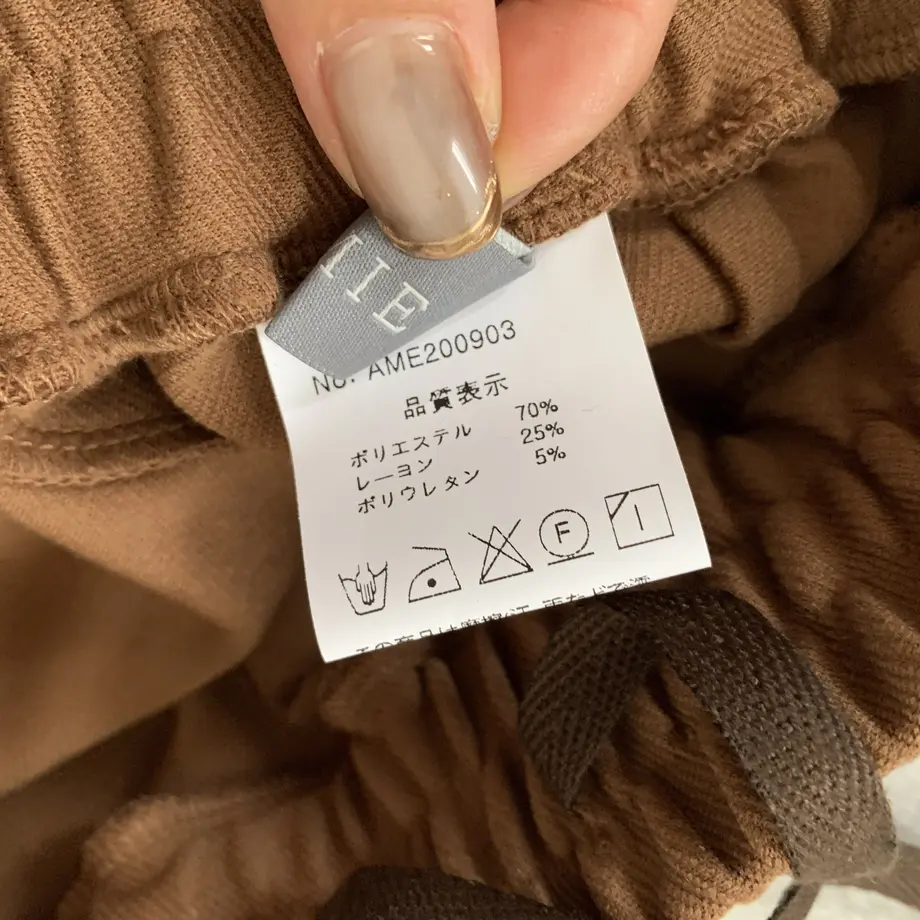 MIE
No. AME200903
品質表示
ポリエステル 70%
レーヨン 25%
ポリウレタン 5%
F